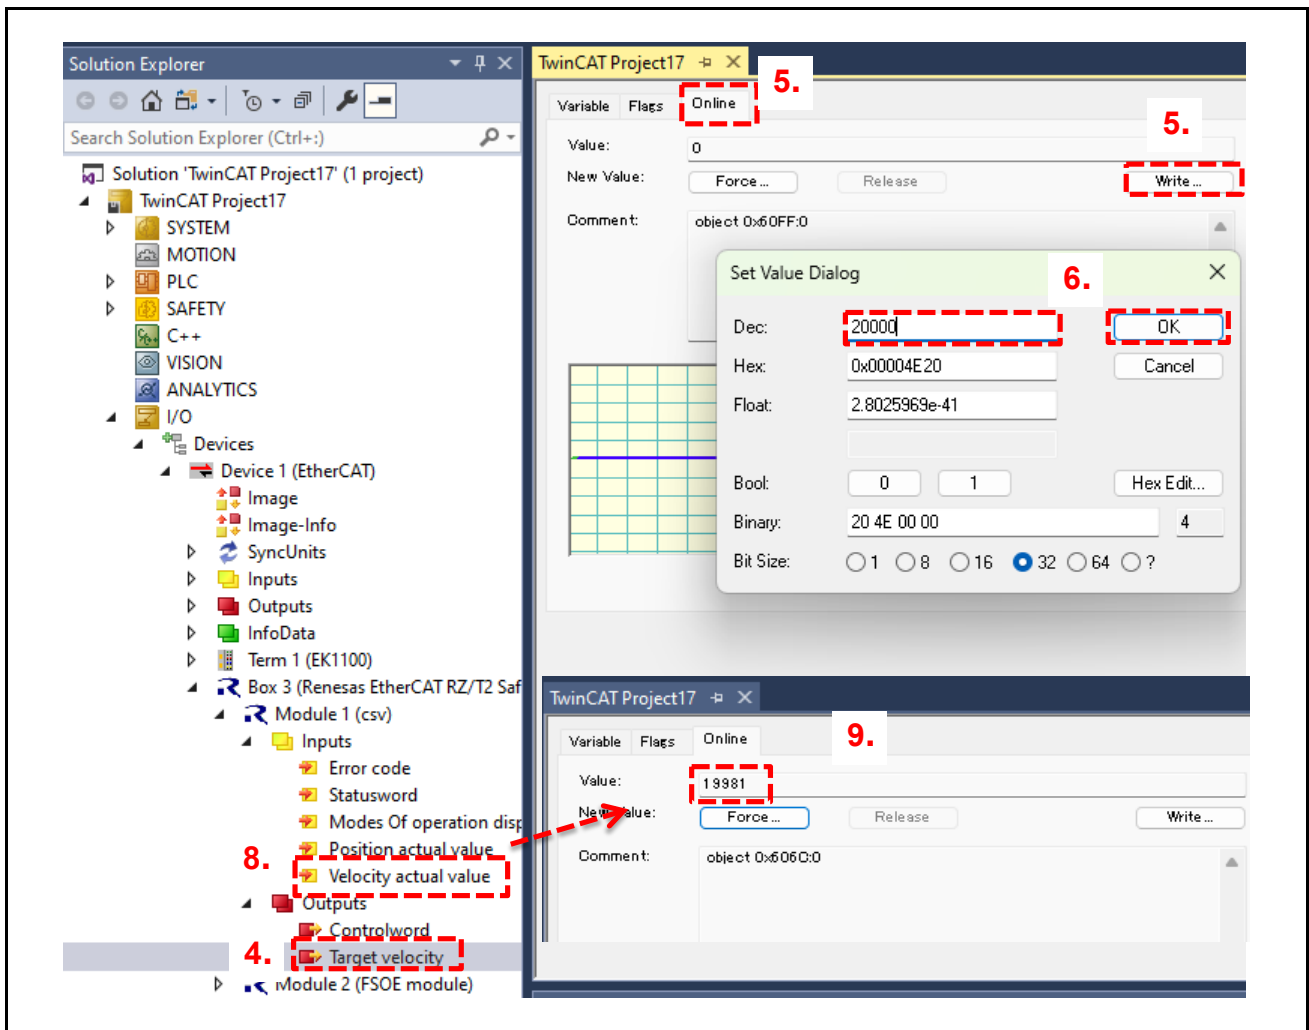 Solution Explorer
Search Solution Explorer (Ctrl+:)
Solution 'TwinCAT Project17' (1 project)
TwinCAT Project17
SYSTEM
MOTION
PLC
SAFETY
C++
VISION
ANALYTICS
I/O
Devices
Device 1 (EtherCAT)
Image
Image-Info
SyncUnits
Inputs
Outputs
InfoData
Term 1 (EK1100)
Box 3 (Renesas EtherCAT RZ/T2 Saf
Module 1 (csv)
Inputs
Error code
Statusword
Modes Of operation disp
Position actual value
8.
Velocity actual value
Outputs
Controlword
4.
Target velocity
Module 2 (FSOE module)
TwinCAT Project17
5.
Variable Flags Online
5.
Value: 0
New Value: Force... Release Write...
Comment: object 0x60FF:0
Set Value Dialog
6.
Dec: 20000 OK
Hex: 0x00004E20 Cancel
Float: 2.8025969e-41
Bool: 0 1 Hex Edit...
Binary: 20 4E 00 00 4
Bit Size: 1 8 16 32 64 ?
TwinCAT Project17
9.
Variable Flags Online
Value: 19981
New Value: Force... Release Write...
Comment: object 0x606C:0